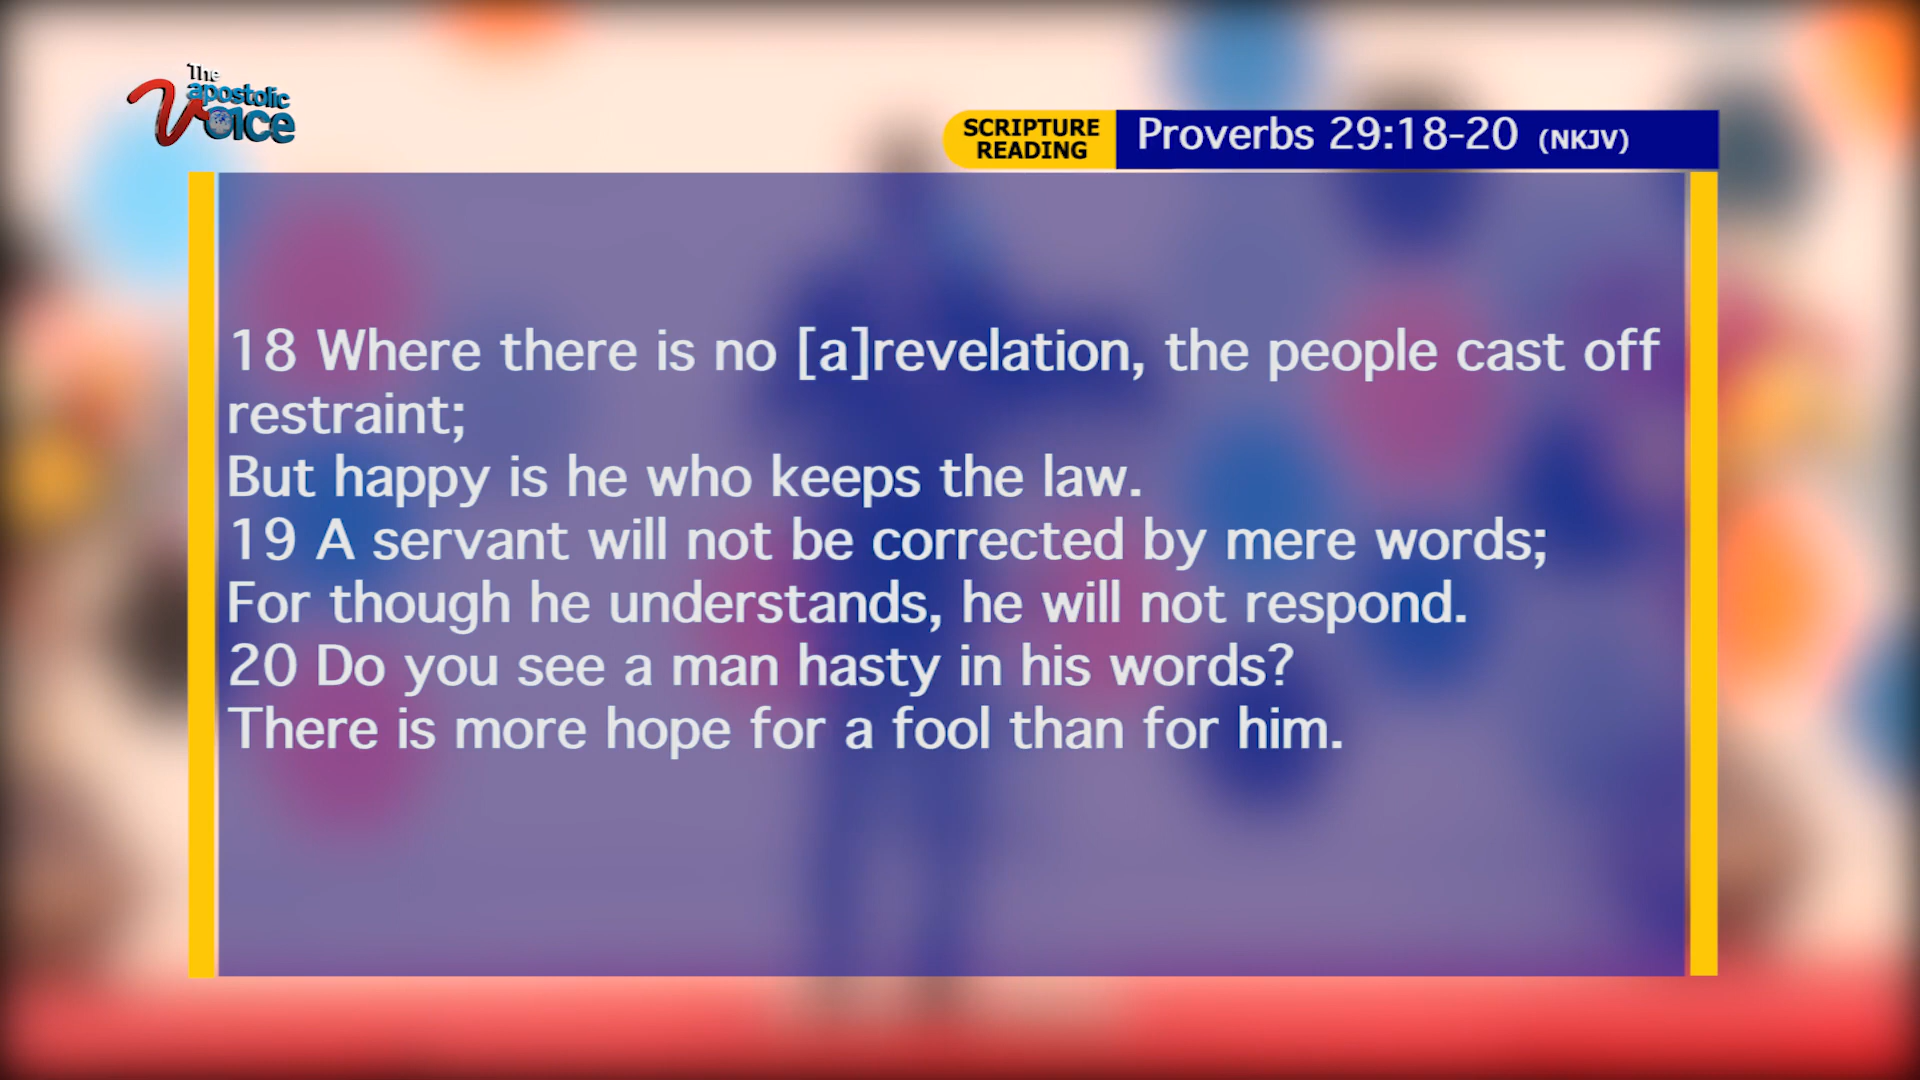 The
apostolic
Voice
SCRIPTURE
READING
Proverbs 29:18-20 (NKJV)
18 Where there is no [a]revelation, the people cast off
restraint;
But happy is he who keeps the law.
19 A servant will not be corrected by mere words;
For though he understands, he will not respond.
20 Do you see a man hasty in his words?
There is more hope for a fool than for him.